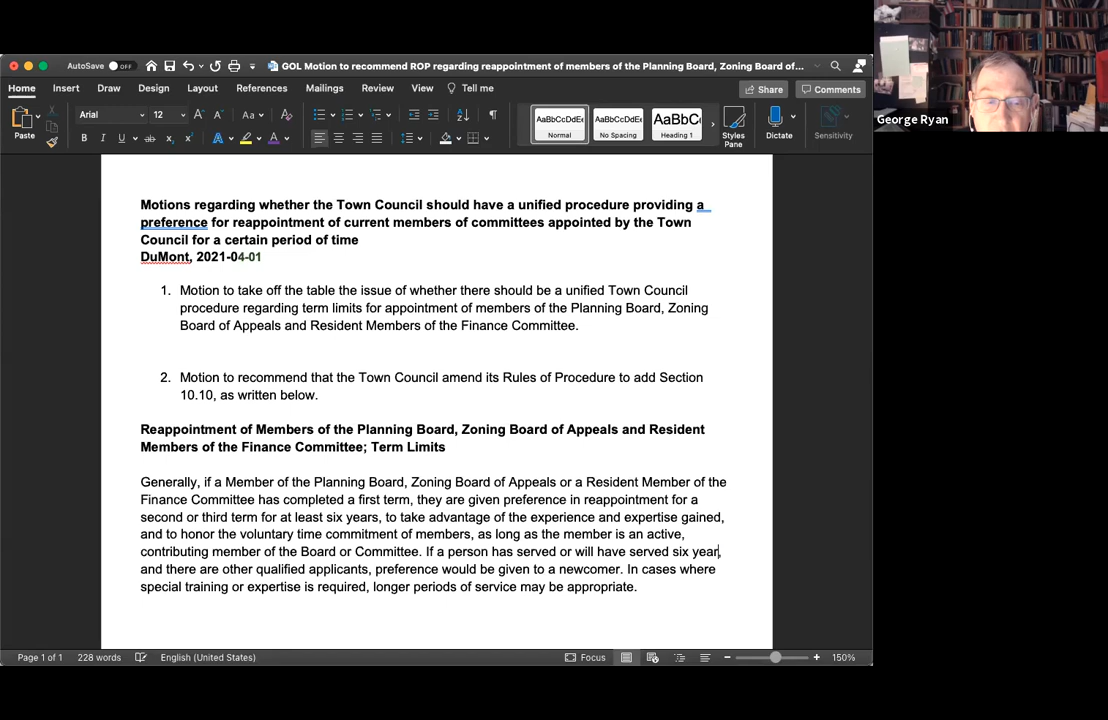 AutoSave OFF GOL Motion to recommend ROP regarding reappointment of members of the Planning Board, Zoning Board of...
Home Insert Draw Design Layout References Mailings Review View Tell me Share Comments
Paste Arial 12 A A Aa
B I U ab x A A
AaBbCcDdEe AaBbCcDdEe AaBbC
Normal No Spacing Heading 1 Styles Pane Dictate Sensitivity
George Ryan
Motions regarding whether the Town Council should have a unified procedure providing a
preference for reappointment of current members of committees appointed by the Town
Council for a certain period of time
DuMont, 2021-04-01
1. Motion to take off the table the issue of whether there should be a unified Town Council
procedure regarding term limits for appointment of members of the Planning Board, Zoning
Board of Appeals and Resident Members of the Finance Committee.
2. Motion to recommend that the Town Council amend its Rules of Procedure to add Section
10.10, as written below.
Reappointment of Members of the Planning Board, Zoning Board of Appeals and Resident
Members of the Finance Committee; Term Limits
Generally, if a Member of the Planning Board, Zoning Board of Appeals or a Resident Member of the
Finance Committee has completed a first term, they are given preference in reappointment for a
second or third term for at least six years, to take advantage of the experience and expertise gained,
and to honor the voluntary time commitment of members, as long as the member is an active,
contributing member of the Board or Committee. If a person has served or will have served six year,
and there are other qualified applicants, preference would be given to a newcomer. In cases where
special training or expertise is required, longer periods of service may be appropriate.
Page 1 of 1 228 words English (United States) Focus 150%